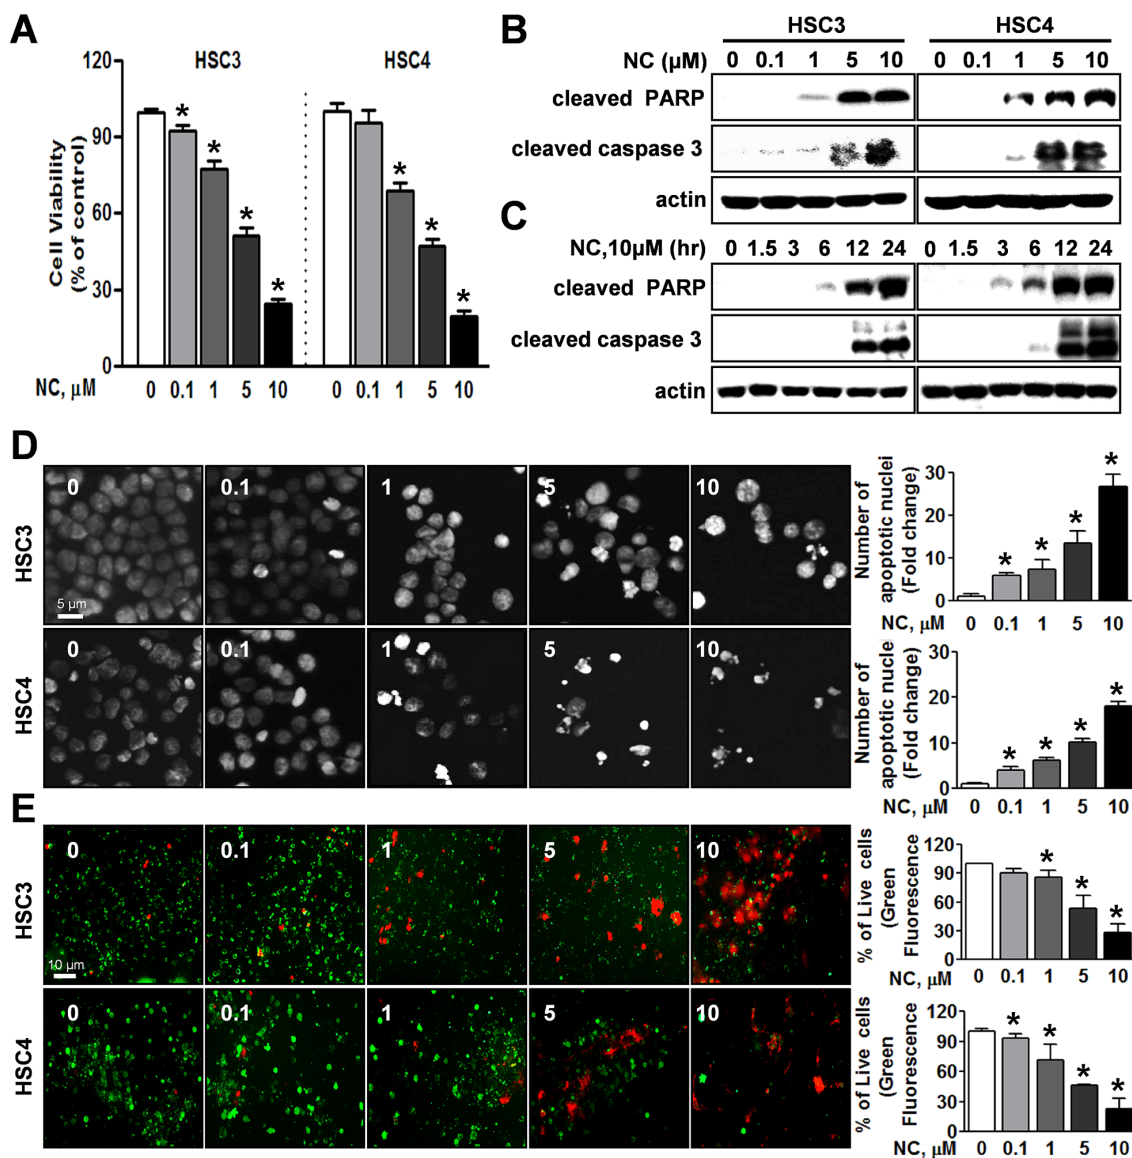 A
HSC3 HSC4
120
90
60
30
0
Cell Viability
(% of control)
* * * *
* * *
NC, μM 0 0.1 1 5 10 0 0.1 1 5 10
B
HSC3 HSC4
NC (μM) 0 0.1 1 5 10 0 0.1 1 5 10
cleaved PARP
cleaved caspase 3
actin
C
NC,10μM (hr) 0 1.5 3 6 12 24 0 1.5 3 6 12 24
cleaved PARP
cleaved caspase 3
actin
D
HSC3
0 0.1 1 5 10
5 μm
Number of
apoptotic nuclei
(Fold change)
30
20
10
0
* * * *
NC, μM 0 0.1 1 5 10
HSC4
0 0.1 1 5 10
Number of
apoptotic nuclei
(Fold change)
30
20
10
0
* * * *
NC, μM 0 0.1 1 5 10
E
HSC3
0 0.1 1 5 10
10 μm
% of Live cells
(Green
Fluorescence
120
90
60
30
0
* * *
NC, μM 0 0.1 1 5 10
HSC4
0 0.1 1 5 10
% of Live cells
(Green
Fluorescence
120
90
60
30
0
* * * *
NC, μM 0 0.1 1 5 10